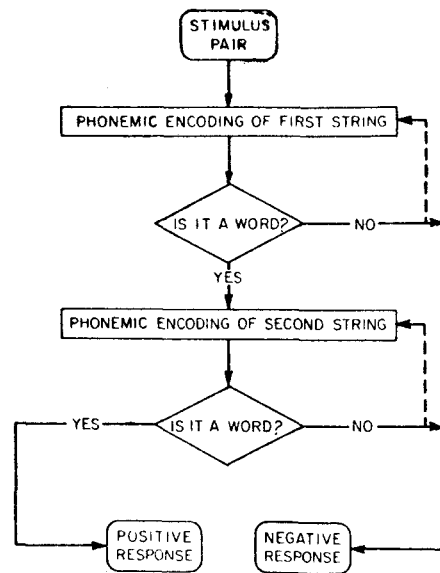 STIMULUS
PAIR
PHONEMIC ENCODING OF FIRST STRING
IS IT A WORD?
NO
YES
PHONEMIC ENCODING OF SECOND STRING
YES
IS IT A WORD?
NO
POSITIVE
RESPONSE
NEGATIVE
RESPONSE